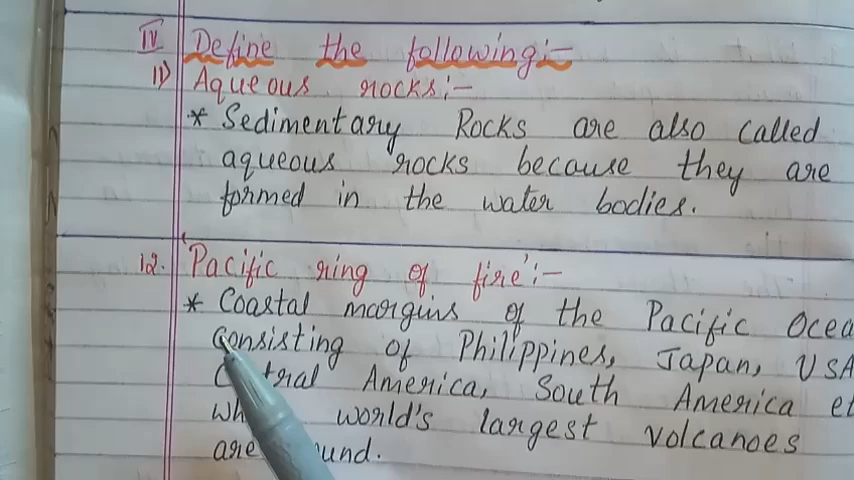 IV Define the following:-
11) Aqueous rocks:-
* Sedimentary Rocks are also called
aqueous rocks because they are
formed in the water bodies.
12. Pacific ring of fire':-
* Coastal margins of the Pacific Ocea
Consisting of Philippines, Japan, USA
America, South America et
world's largest volcanoes
are